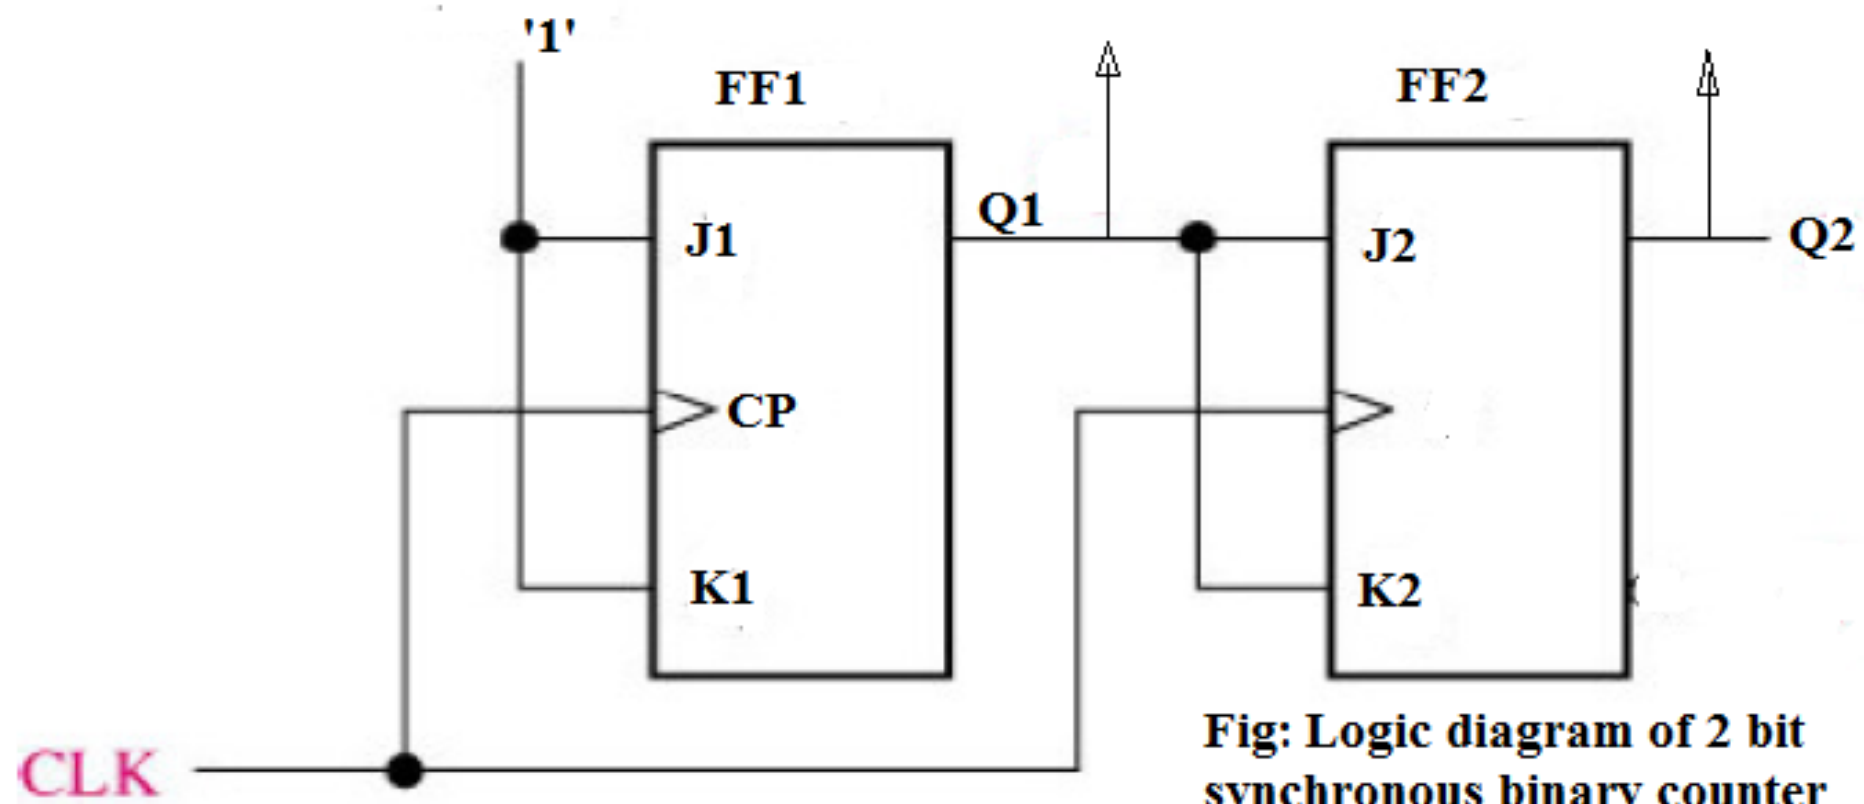 '1'
FF1
FF2
J1
Q1
J2
Q2
CP
K1
K2
CLK
Fig: Logic diagram of 2 bit
synchronous binary counter